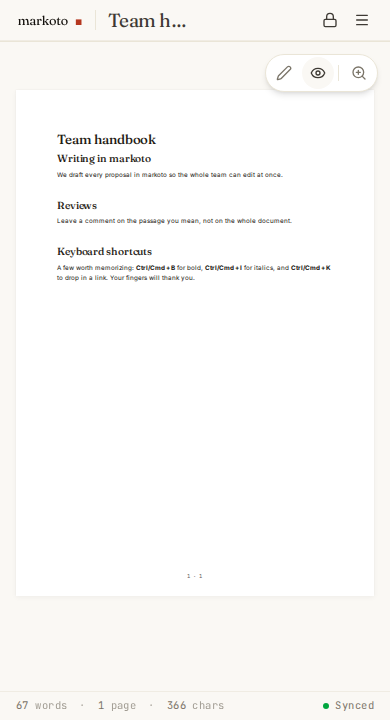 markoto
Team h...
Team handbook
Writing in markoto
We draft every proposal in markoto so the whole team can edit at once.
Reviews
Leave a comment on the passage you mean, not on the whole document.
Keyboard shortcuts
A few worth memorizing: Ctrl/Cmd+B for bold, Ctrl/Cmd+I for italics, and Ctrl/Cmd+K
to drop in a link. Your fingers will thank you.
1 - 1
67 words · 1 page · 366 chars
Synced